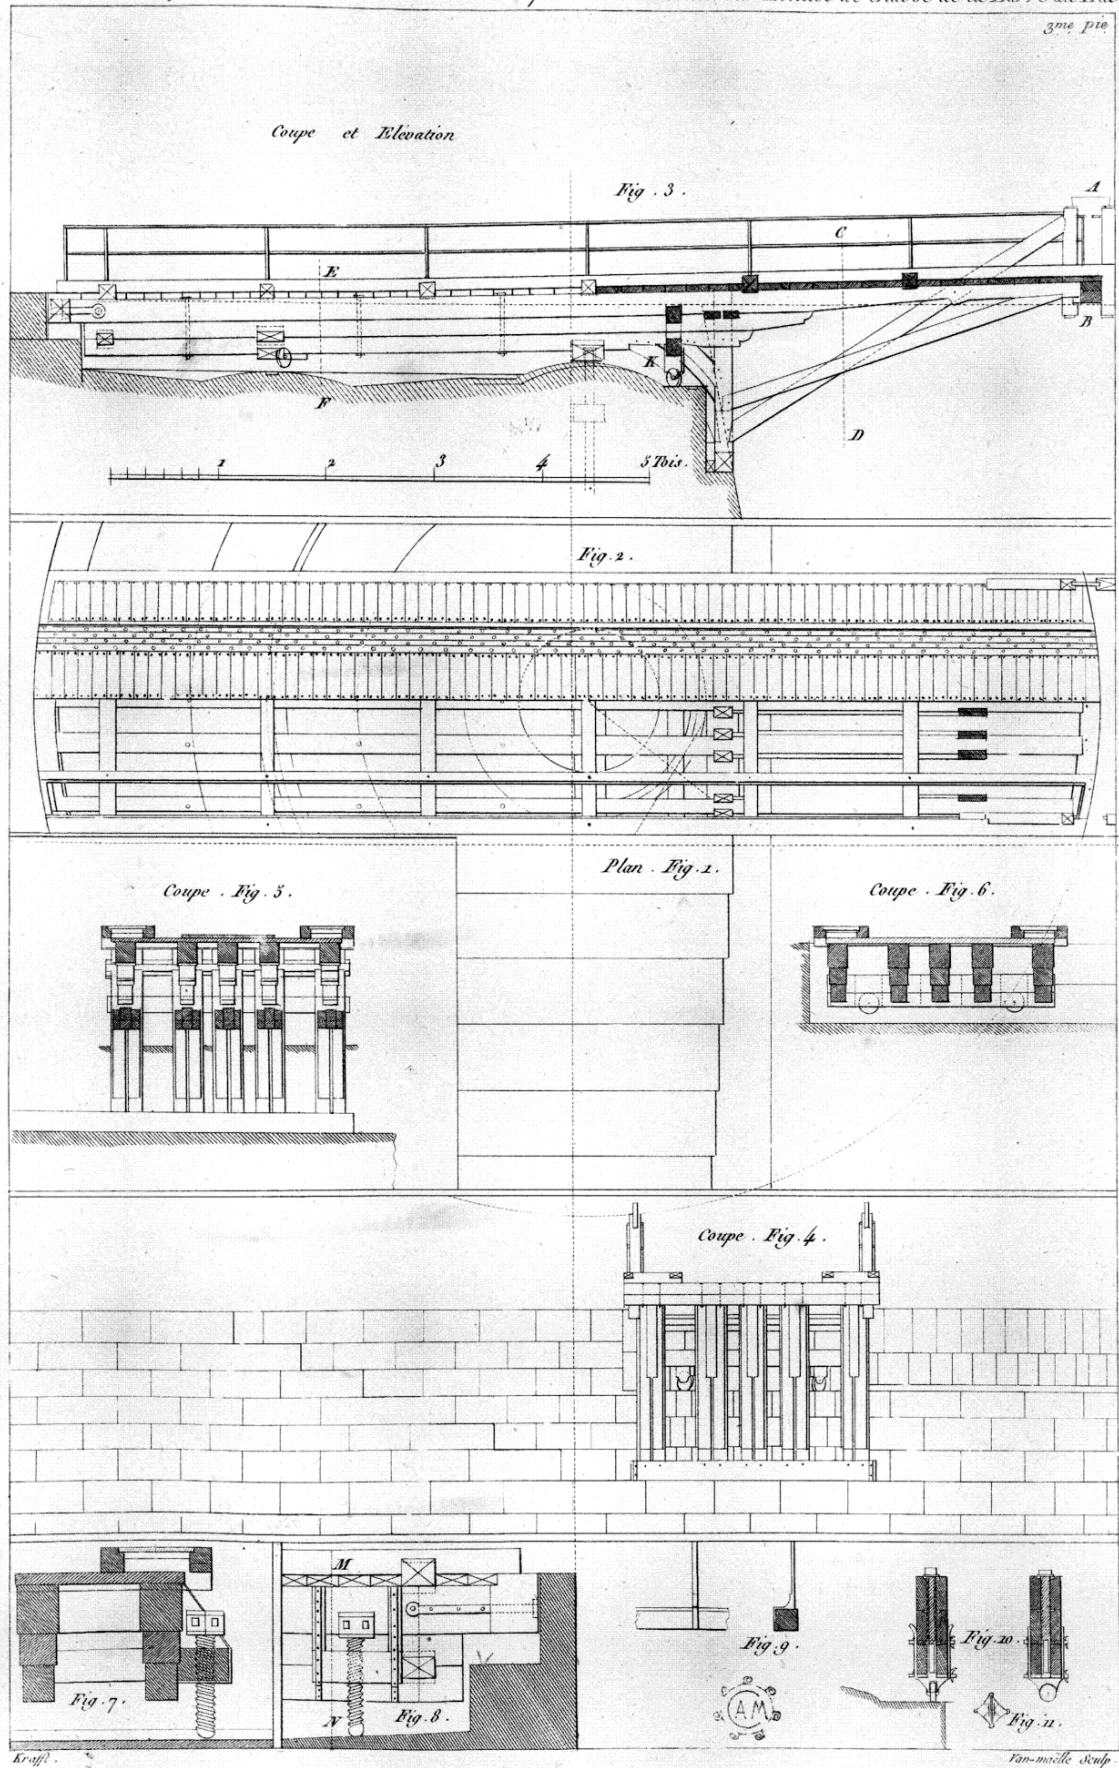 3me pie
Coupe et Elévation
Fig. 3.
A
C
E
B
K
F
D
1 2 3 4 5 Tois.
Fig. 2.
Plan. Fig. 1.
Coupe. Fig. 5.
Coupe. Fig. 6.
Coupe. Fig. 4.
M
Fig. 7.
N
Fig. 8.
Fig. 9.
AM
Fig. 10.
Fig. 11.
Krafft.
Van-maëlle Sculp.